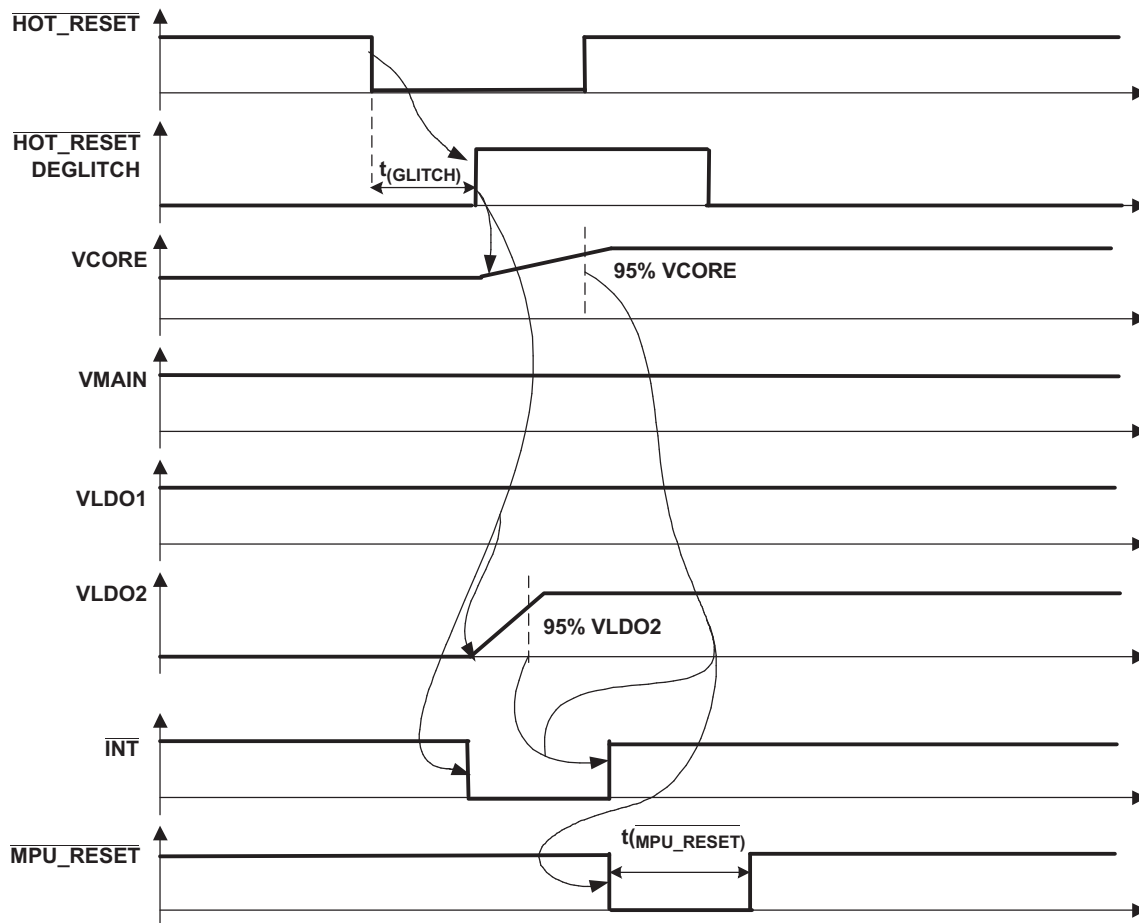 HOT_RESET
HOT_RESET
DEGLITCH
t(GLITCH)
VCORE
95% VCORE
VMAIN
VLDO1
VLDO2
95% VLDO2
INT
t(MPU_RESET)
MPU_RESET